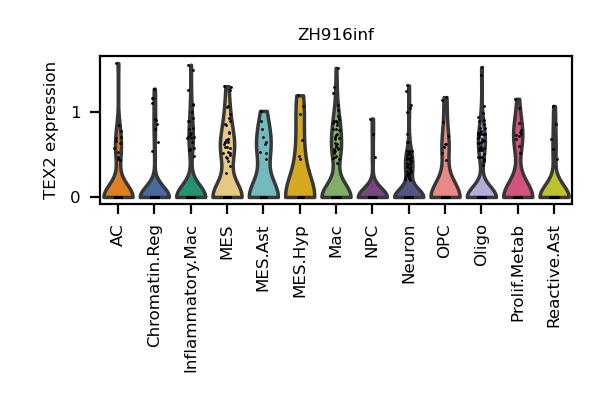 ZH916inf
TEX2 expression
1
0
AC
Chromatin.Reg
Inflammatory.Mac
MES
MES.Ast
MES.Hyp
Mac
NPC
Neuron
OPC
Oligo
Prolif.Metab
Reactive.Ast